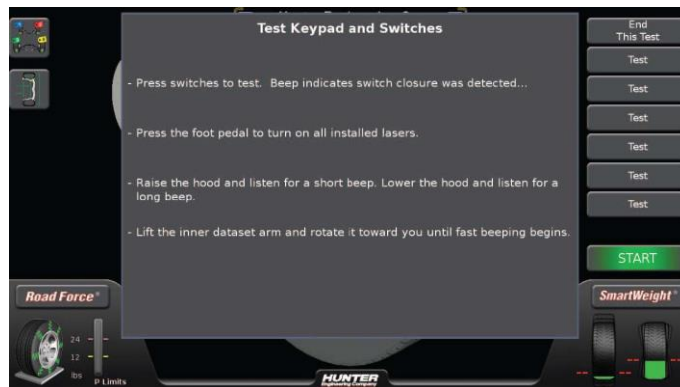 Test Keypad and Switches
End
This Test
Test
- Press switches to test.  Beep indicates switch closure was detected...
Test
Test
- Press the foot pedal to turn on all installed lasers.
Test
- Raise the hood and listen for a short beep. Lower the hood and listen for a
long beep.
Test
Test
- Lift the inner dataset arm and rotate it toward you until fast beeping begins.
START
Road Force®
SmartWeight®
24
12
lbs
P Limits
HUNTER
Engineering Company